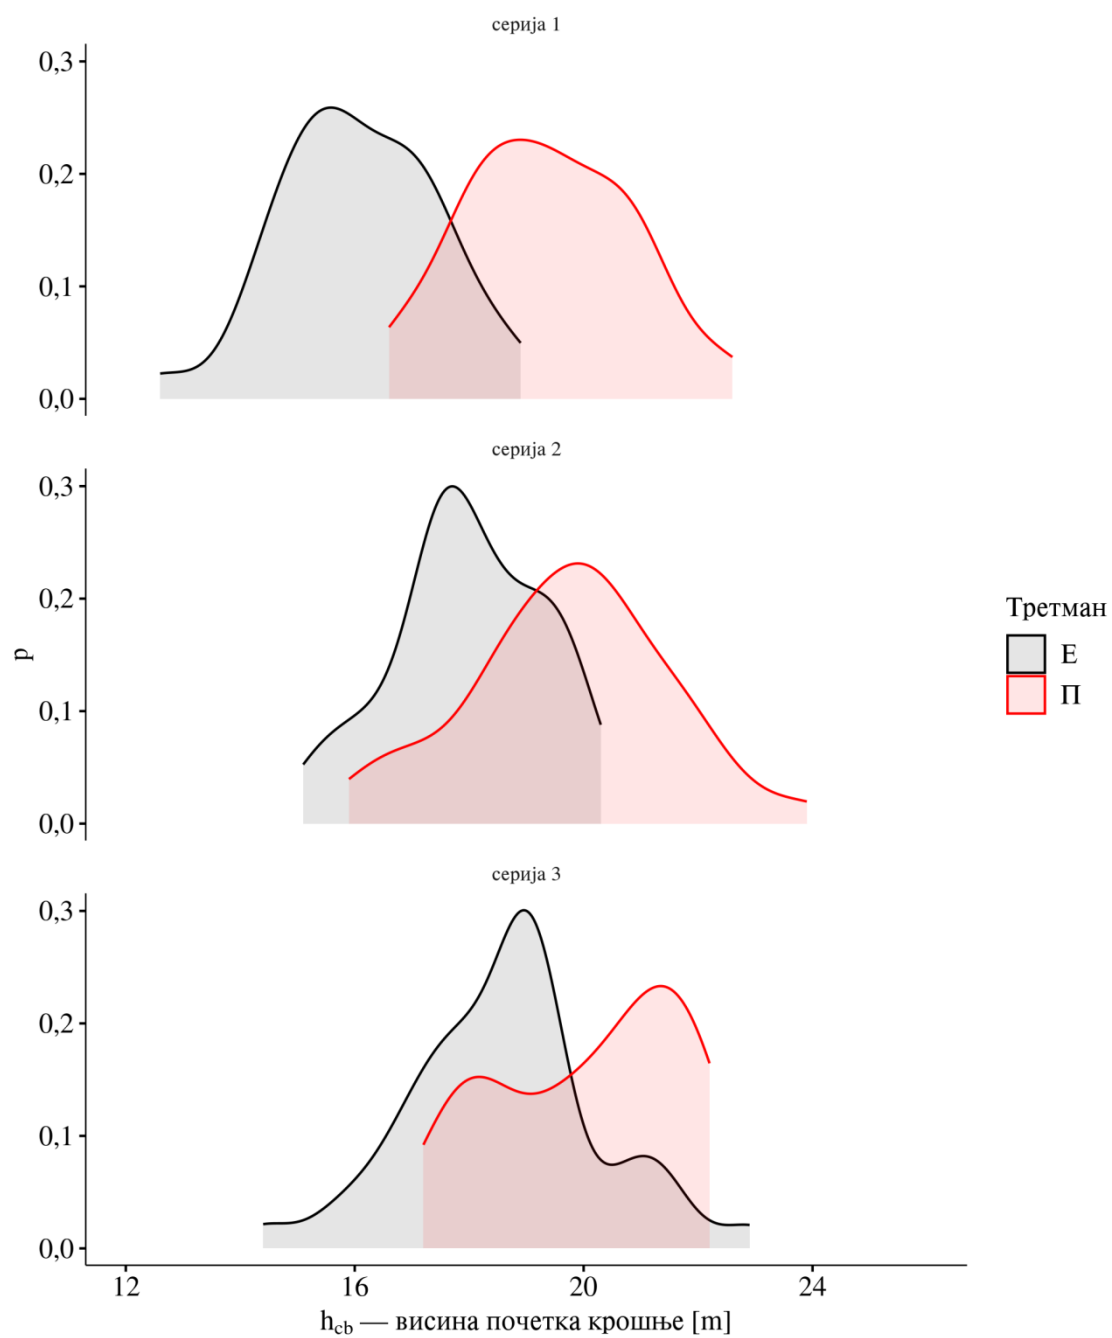 серија 1
0,3
0,2
0,1
0,0
серија 2
0,3
0,2
0,1
0,0
p
Третман
Е
П
серија 3
0,3
0,2
0,1
0,0
12 16 20 24
h_cb — висина почетка крошње [m]